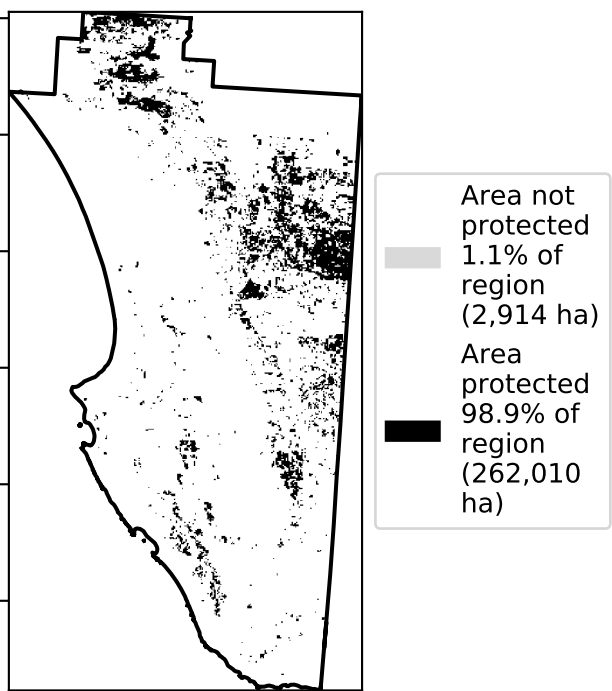 Area not
protected
1.1% of
region
(2,914 ha)
Area
protected
98.9% of
region
(262,010
ha)